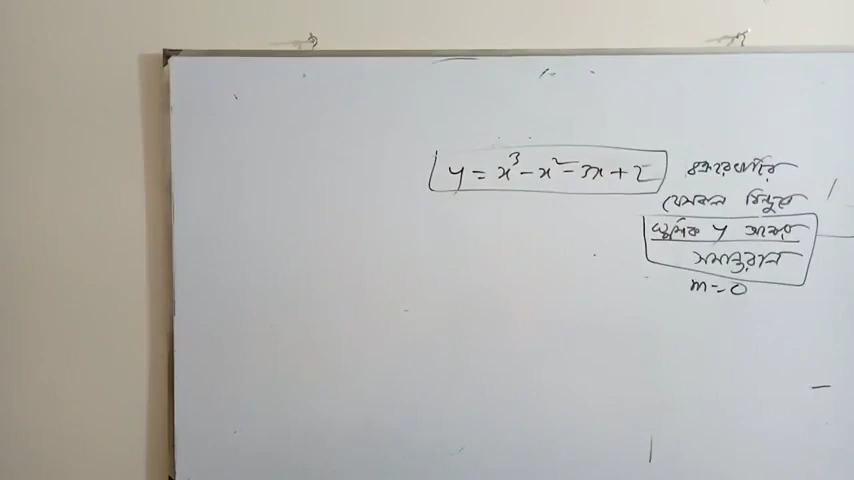 y = x³ - x² - 3x + 2
বক্ররেখাটির
যেসকল বিন্দুতে
স্পর্শক y অক্ষের
সমান্তরাল
m = 0